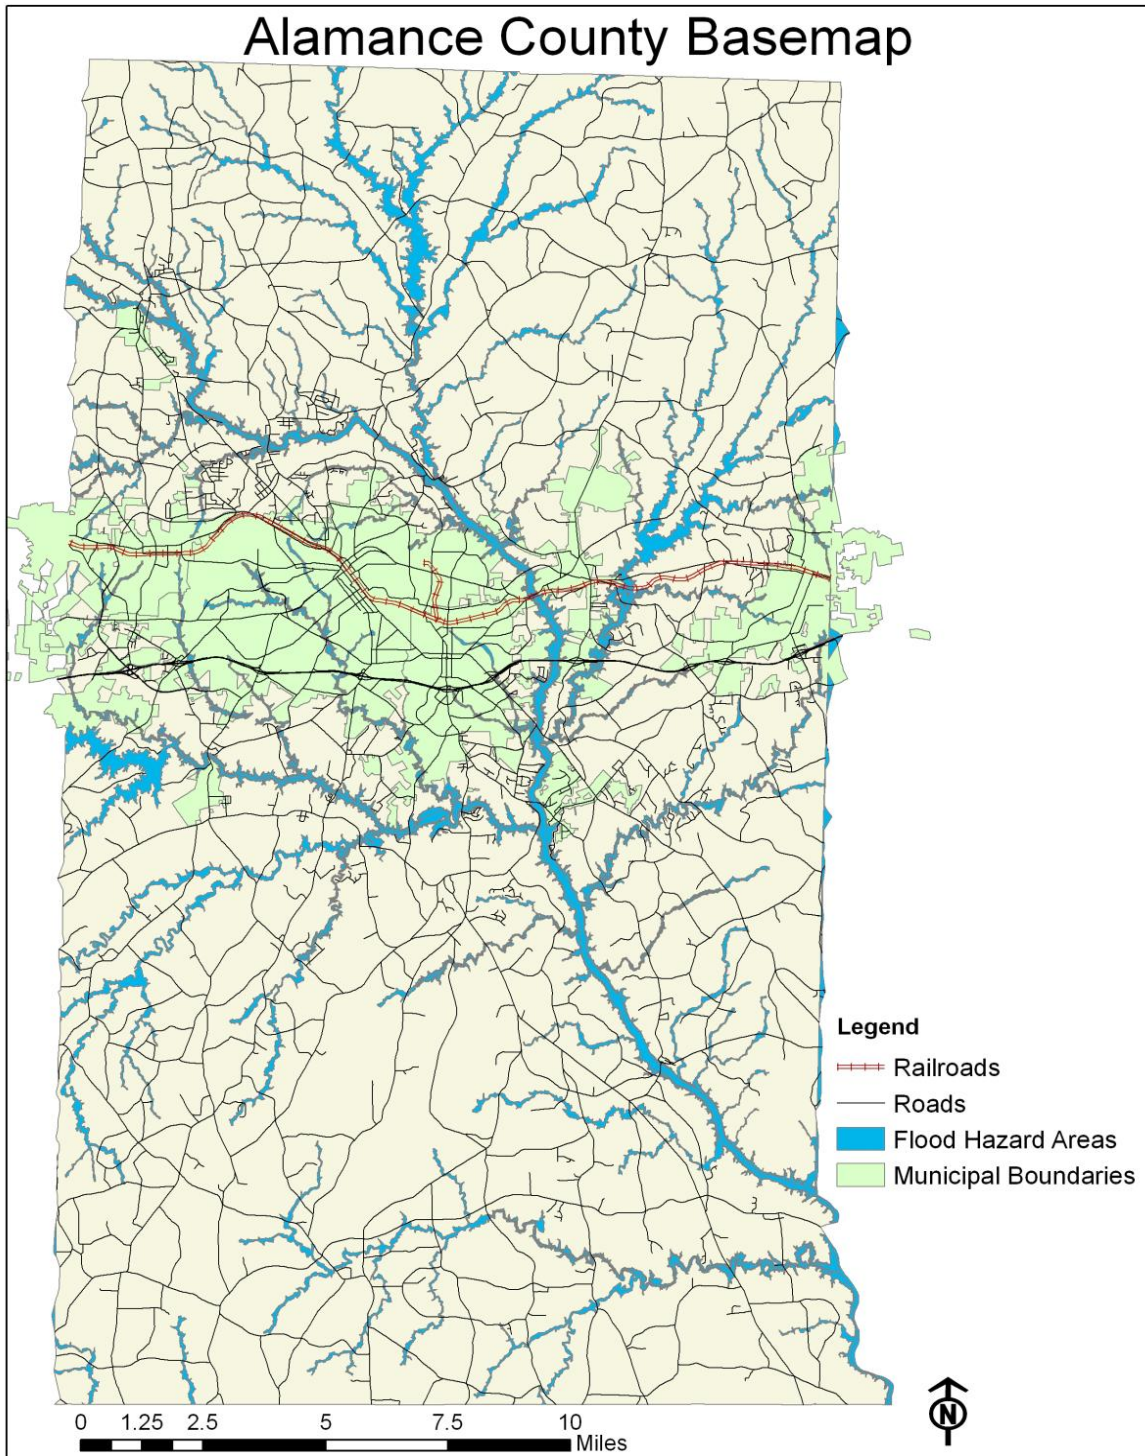 Alamance County Basemap
Legend
Railroads
Roads
Flood Hazard Areas
Municipal Boundaries
N
0 1.25 2.5 5 7.5 10
Miles